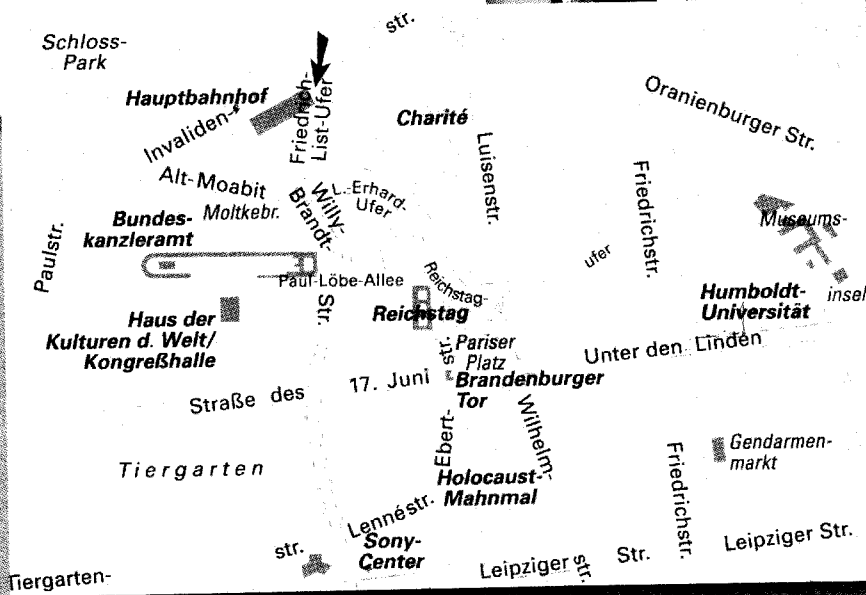 str.
Schloss-
Park
Hauptbahnhof
Invaliden-
Friedrich-
List-Ufer
Charité
Luisenstr.
Oranienburger Str.
Friedrichstr.
Alt-Moabit
Moltkebr.
Willy-
Brandt-
Str.
L.-Erhard-
Ufer
Paulstr.
Bundes-
kanzleramt
Paul-Löbe-Allee
Reichstag-
ufer
Museums-
insel
Haus der
Kulturen d. Welt/
Kongreßhalle
Reichstag
Humboldt-
Universität
Pariser
Platz
Unter den Linden
Straße des 17. Juni
Brandenburger
Tor
Ebert-
str.
Wilhelm-
str.
Tiergarten
Holocaust-
Mahnmal
Friedrichstr.
Gendarmen-
markt
Lennéstr.
Sony-
Center
Tiergarten-
str.
Leipziger Str.
Leipziger Str.